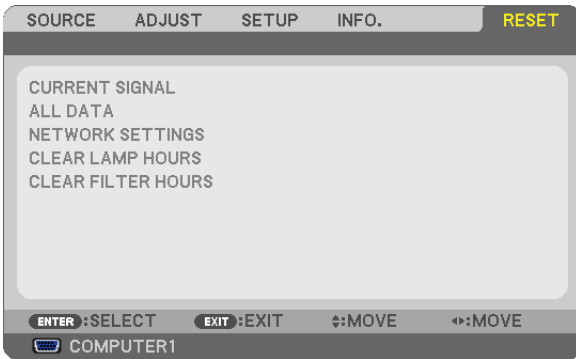 SOURCE ADJUST SETUP INFO. RESET
CURRENT SIGNAL
ALL DATA
NETWORK SETTINGS
CLEAR LAMP HOURS
CLEAR FILTER HOURS
ENTER :SELECT EXIT :EXIT :MOVE :MOVE
COMPUTER1